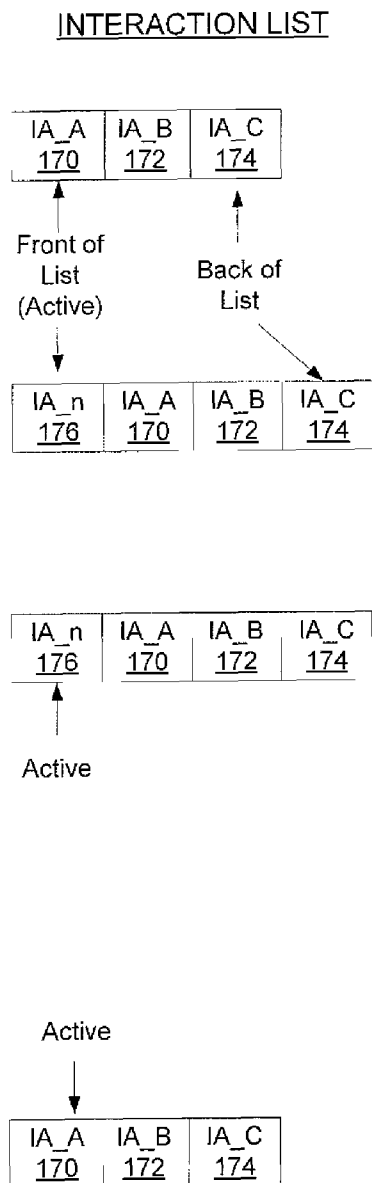 INTERACTION LIST
IA_A IA_B IA_C
170 172 174
Front of
List
(Active)
Back of
List
IA_n IA_A IA_B IA_C
176 170 172 174
IA_n IA_A IA_B IA_C
176 170 172 174
Active
Active
IA_A IA_B IA_C
170 172 174